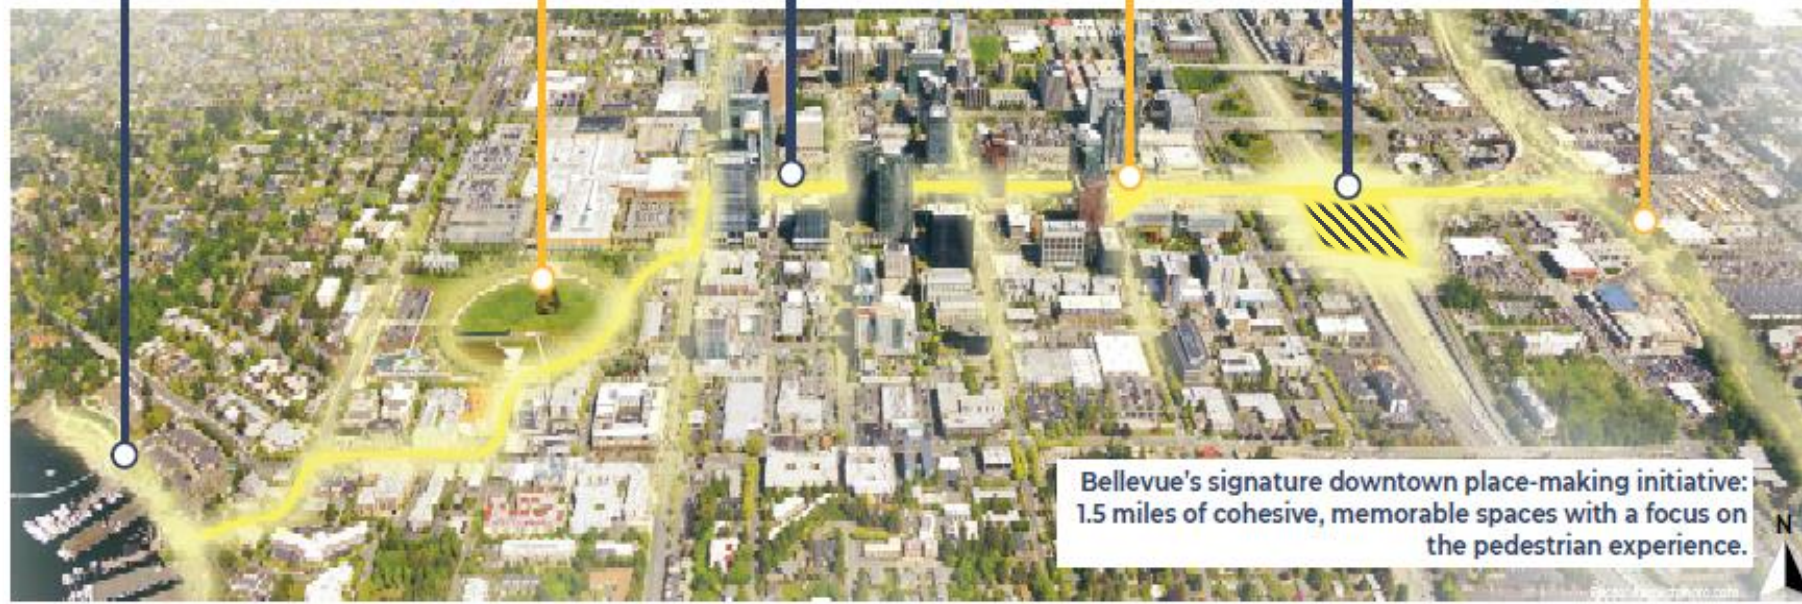 Bellevue's signature downtown place-making initiative:
1.5 miles of cohesive, memorable spaces with a focus on
the pedestrian experience.
N